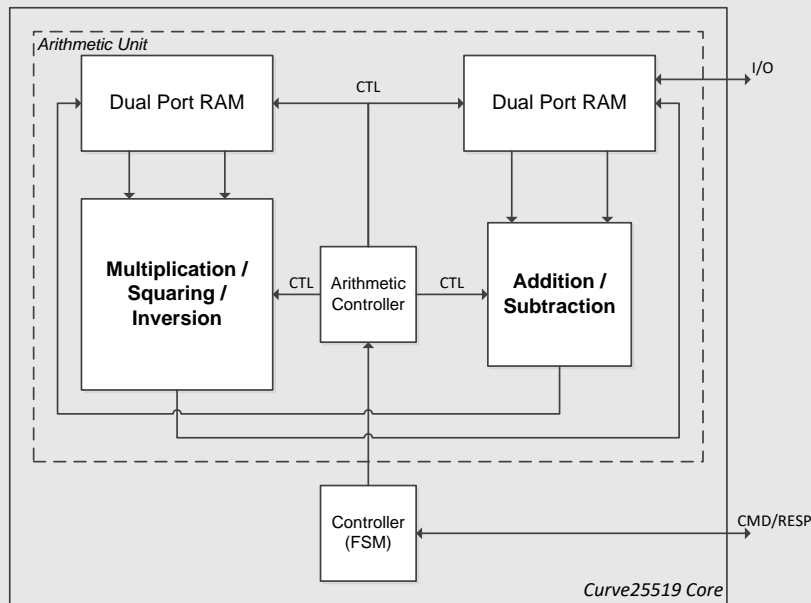 Arithmetic Unit
Dual Port RAM
CTL
Dual Port RAM
I/O
Multiplication /
Squaring /
Inversion
CTL
Arithmetic
Controller
CTL
Addition /
Subtraction
Controller
(FSM)
CMD/RESP
Curve25519 Core